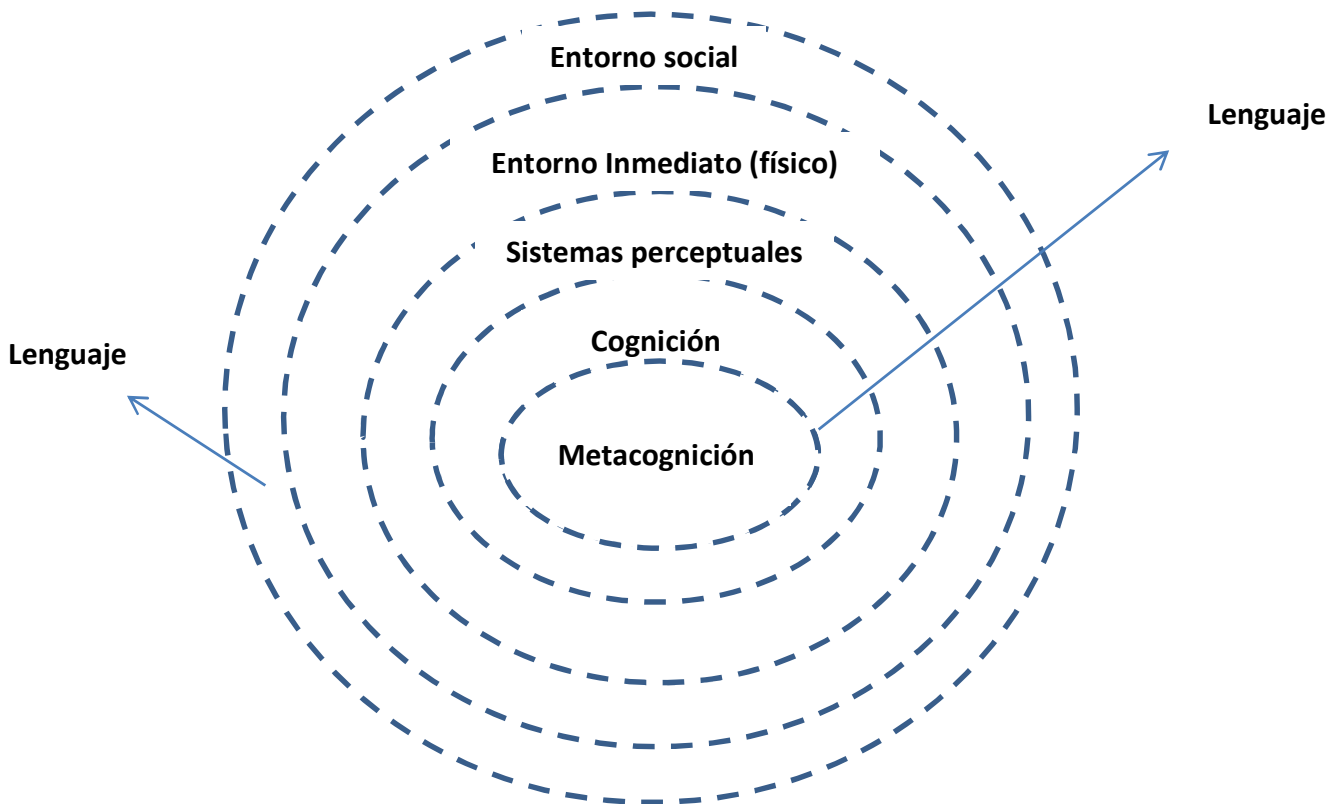 Entorno social
Lenguaje
Entorno Inmediato (físico)
Sistemas perceptuales
Cognición
Lenguaje
Metacognición